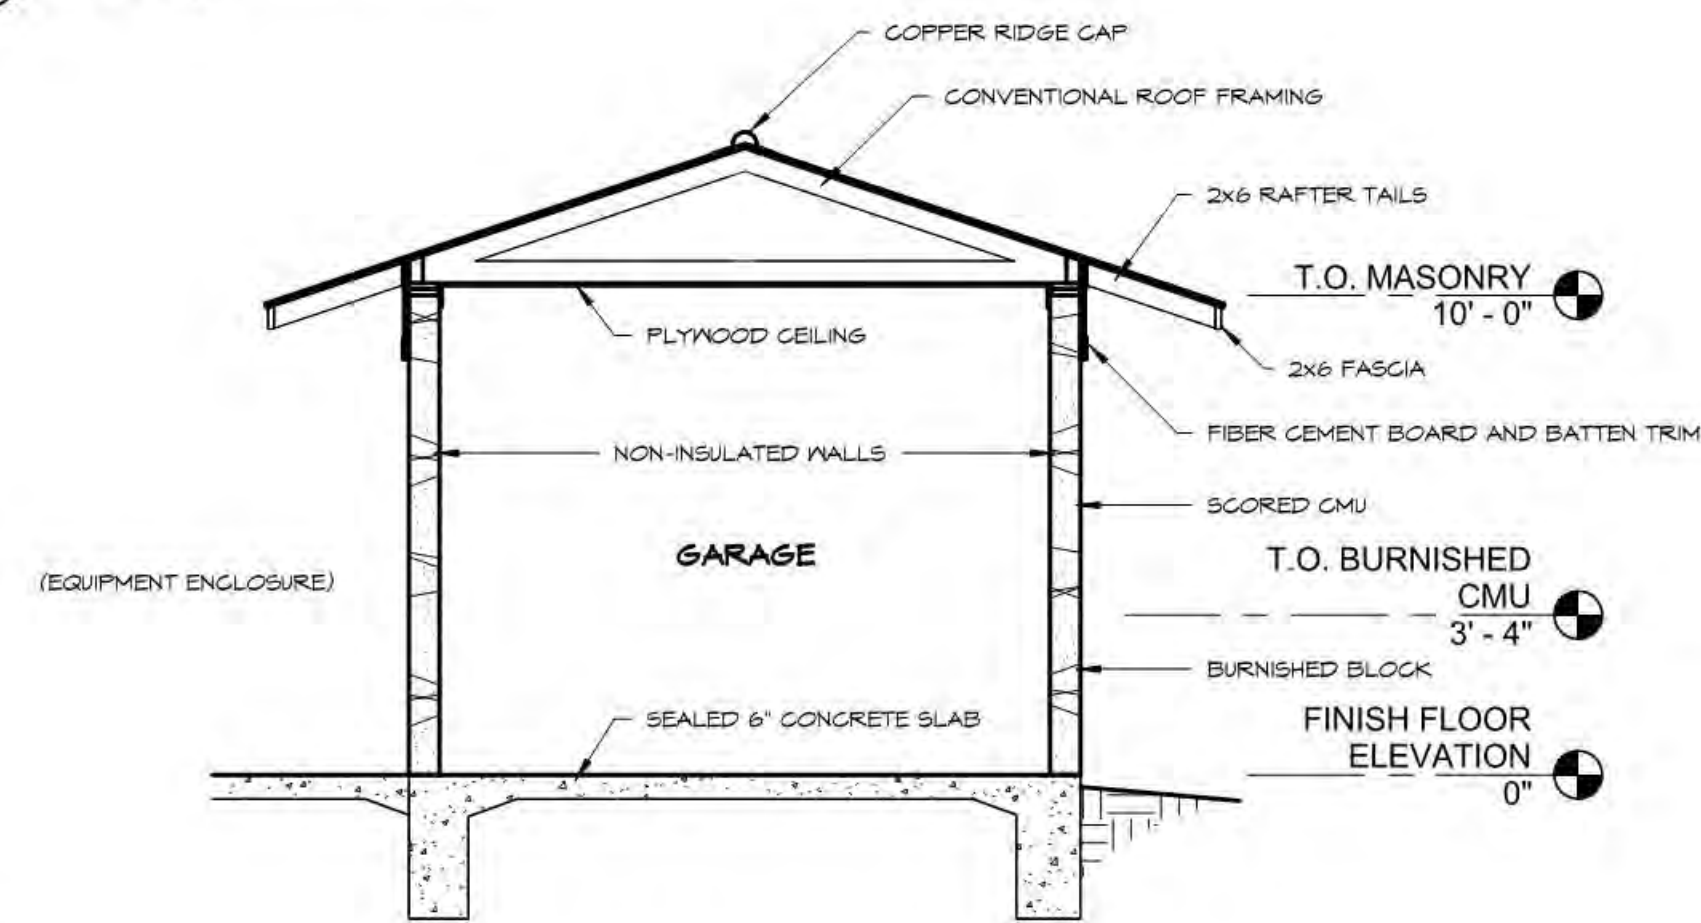 COPPER RIDGE CAP
CONVENTIONAL ROOF FRAMING
2x6 RAFTER TAILS
T.O. MASONRY
10' - 0"
PLYWOOD CEILING
2x6 FASCIA
FIBER CEMENT BOARD AND BATTEN TRIM
NON-INSULATED WALLS
SCORED CMU
GARAGE
T.O. BURNISHED
CMU
3' - 4"
(EQUIPMENT ENCLOSURE)
BURNISHED BLOCK
SEALED 6" CONCRETE SLAB
FINISH FLOOR
ELEVATION
0"